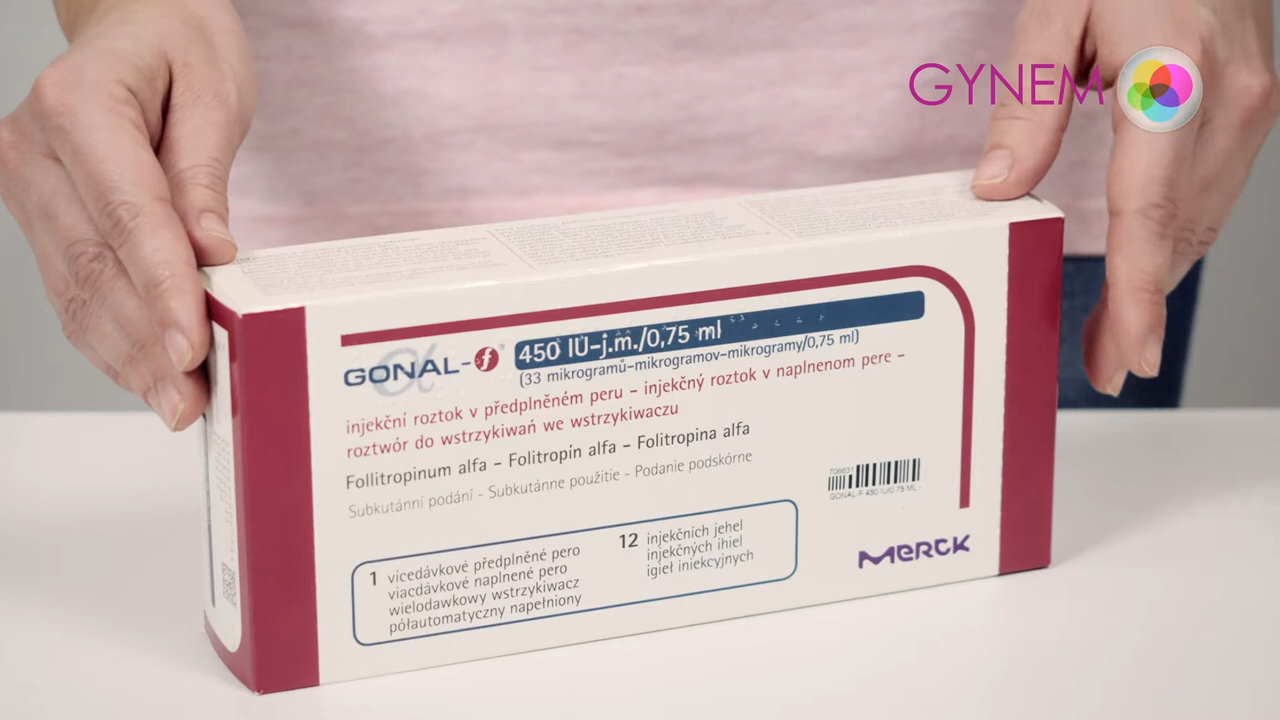 GYNEM
GONAL-f® 450 IU-j.m./0,75 ml
(33 mikrogramů-mikrogramov-mikrogramy/0,75 ml)
injekční roztok v předplněném peru - injekčný roztok v naplnenom pere -
roztwór do wstrzykiwań we wstrzykiwaczu
Follitropinum alfa - Folitropín alfa - Folitropina alfa
Subkutánní podání - Subkutánne použitie - Podanie podskórne
706631
GONAL-F 450 IU/0.75 ML -
1 vícedávkové předplněné pero
viacdávkové naplnené pero
wielodawkowy wstrzykiwacz
półautomatyczny napełniony
12 injekčních jehel
injekčných ihiel
igieł iniekcyjnych
MERCK